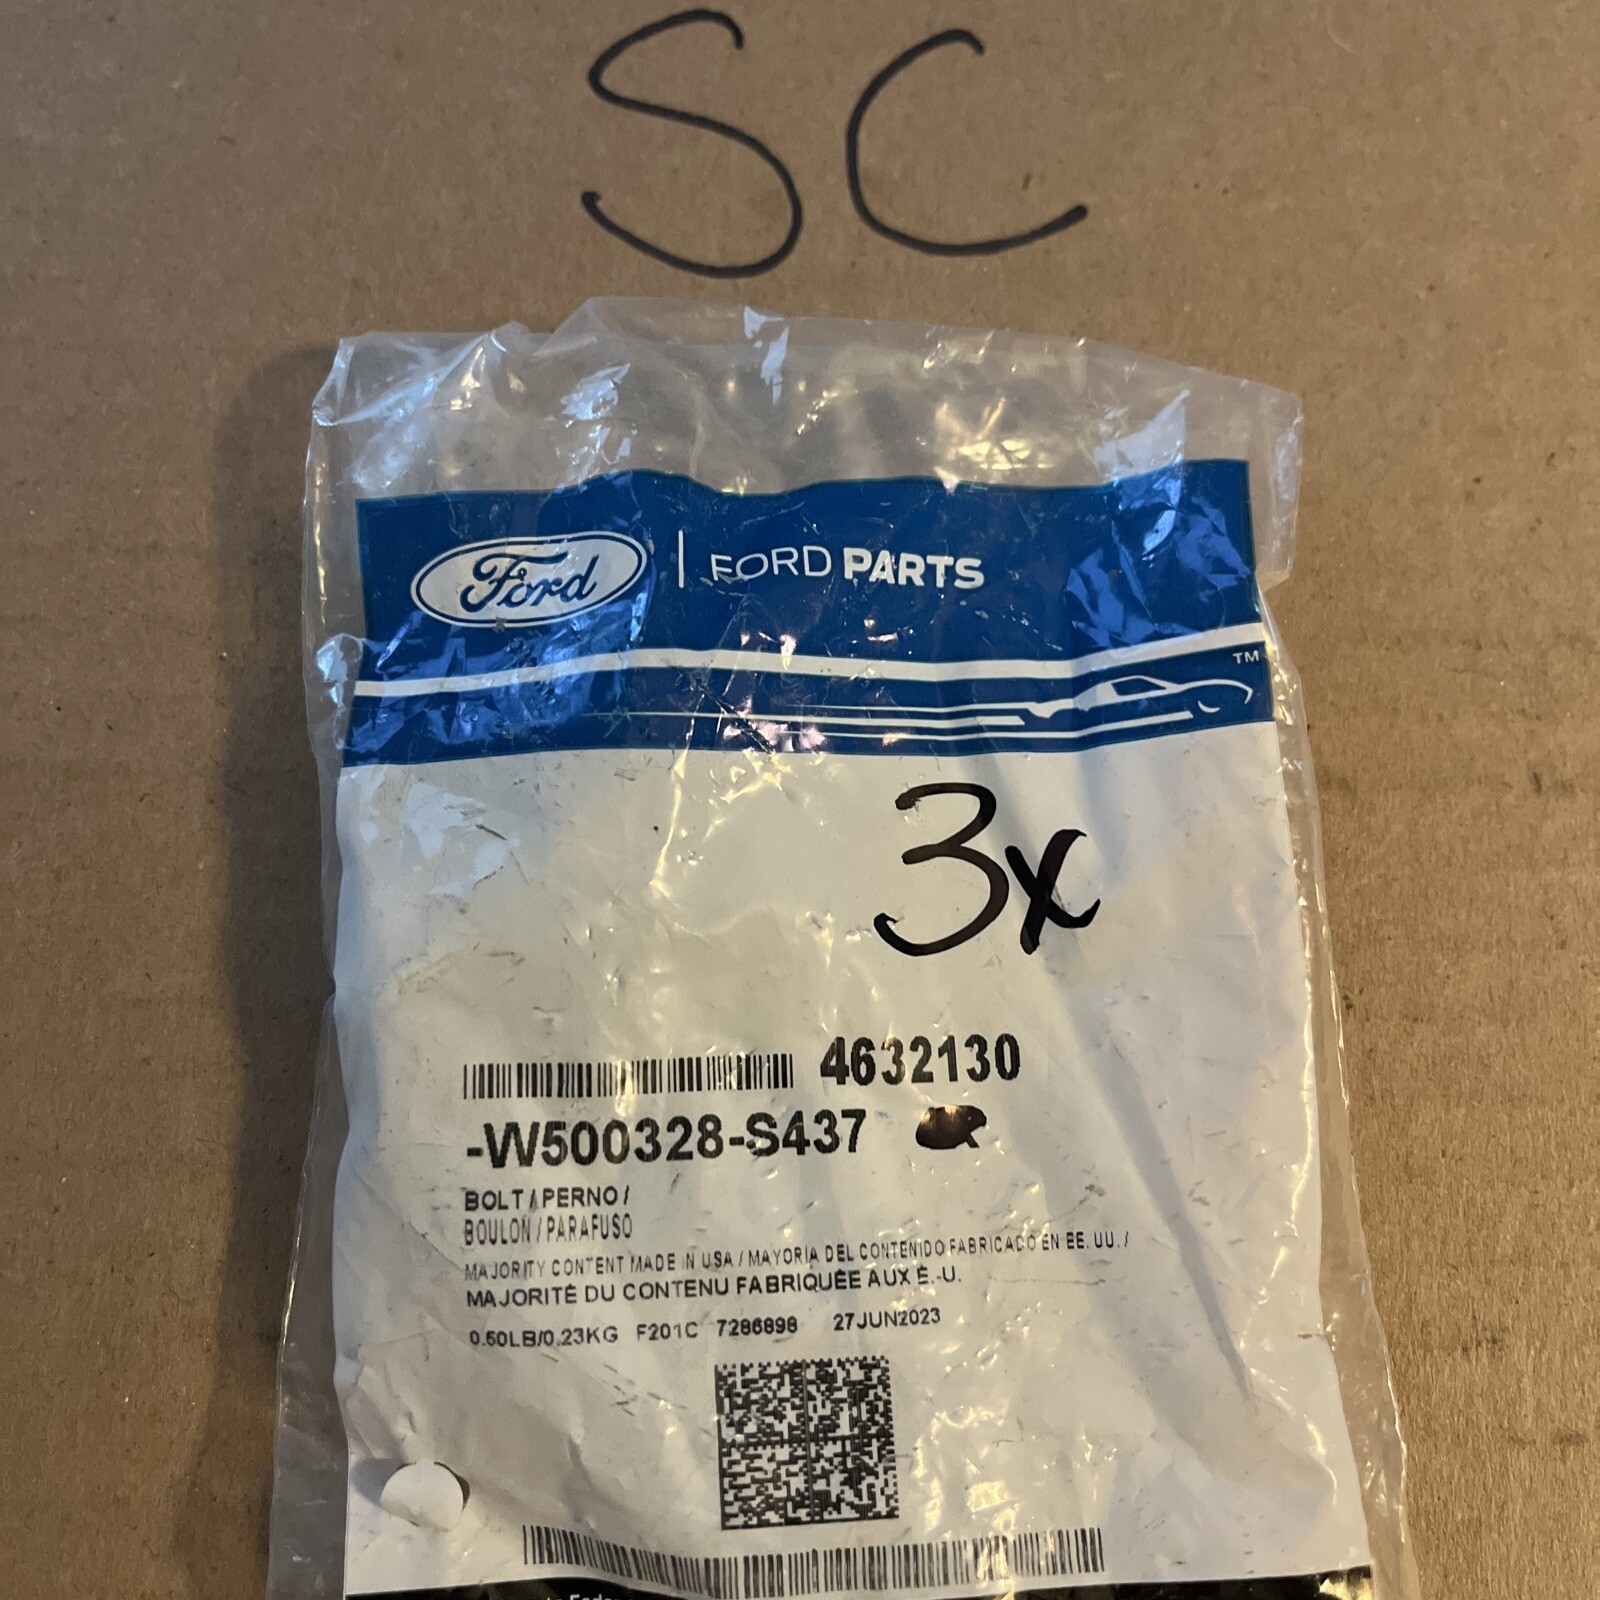 SC
Ford | FORD PARTS
TM
3x
4632130
-W500328-S437
BOLT / PERNO /
BOULON / PARAFUSO
MAJORITY CONTENT MADE IN USA / MAYORIA DEL CONTENIDO FABRICADO EN EE. UU. /
MAJORITÉ DU CONTENU FABRIQUÉE AUX É.-U.
0.50LB/0.23KG F201C 7286898 27JUN2023